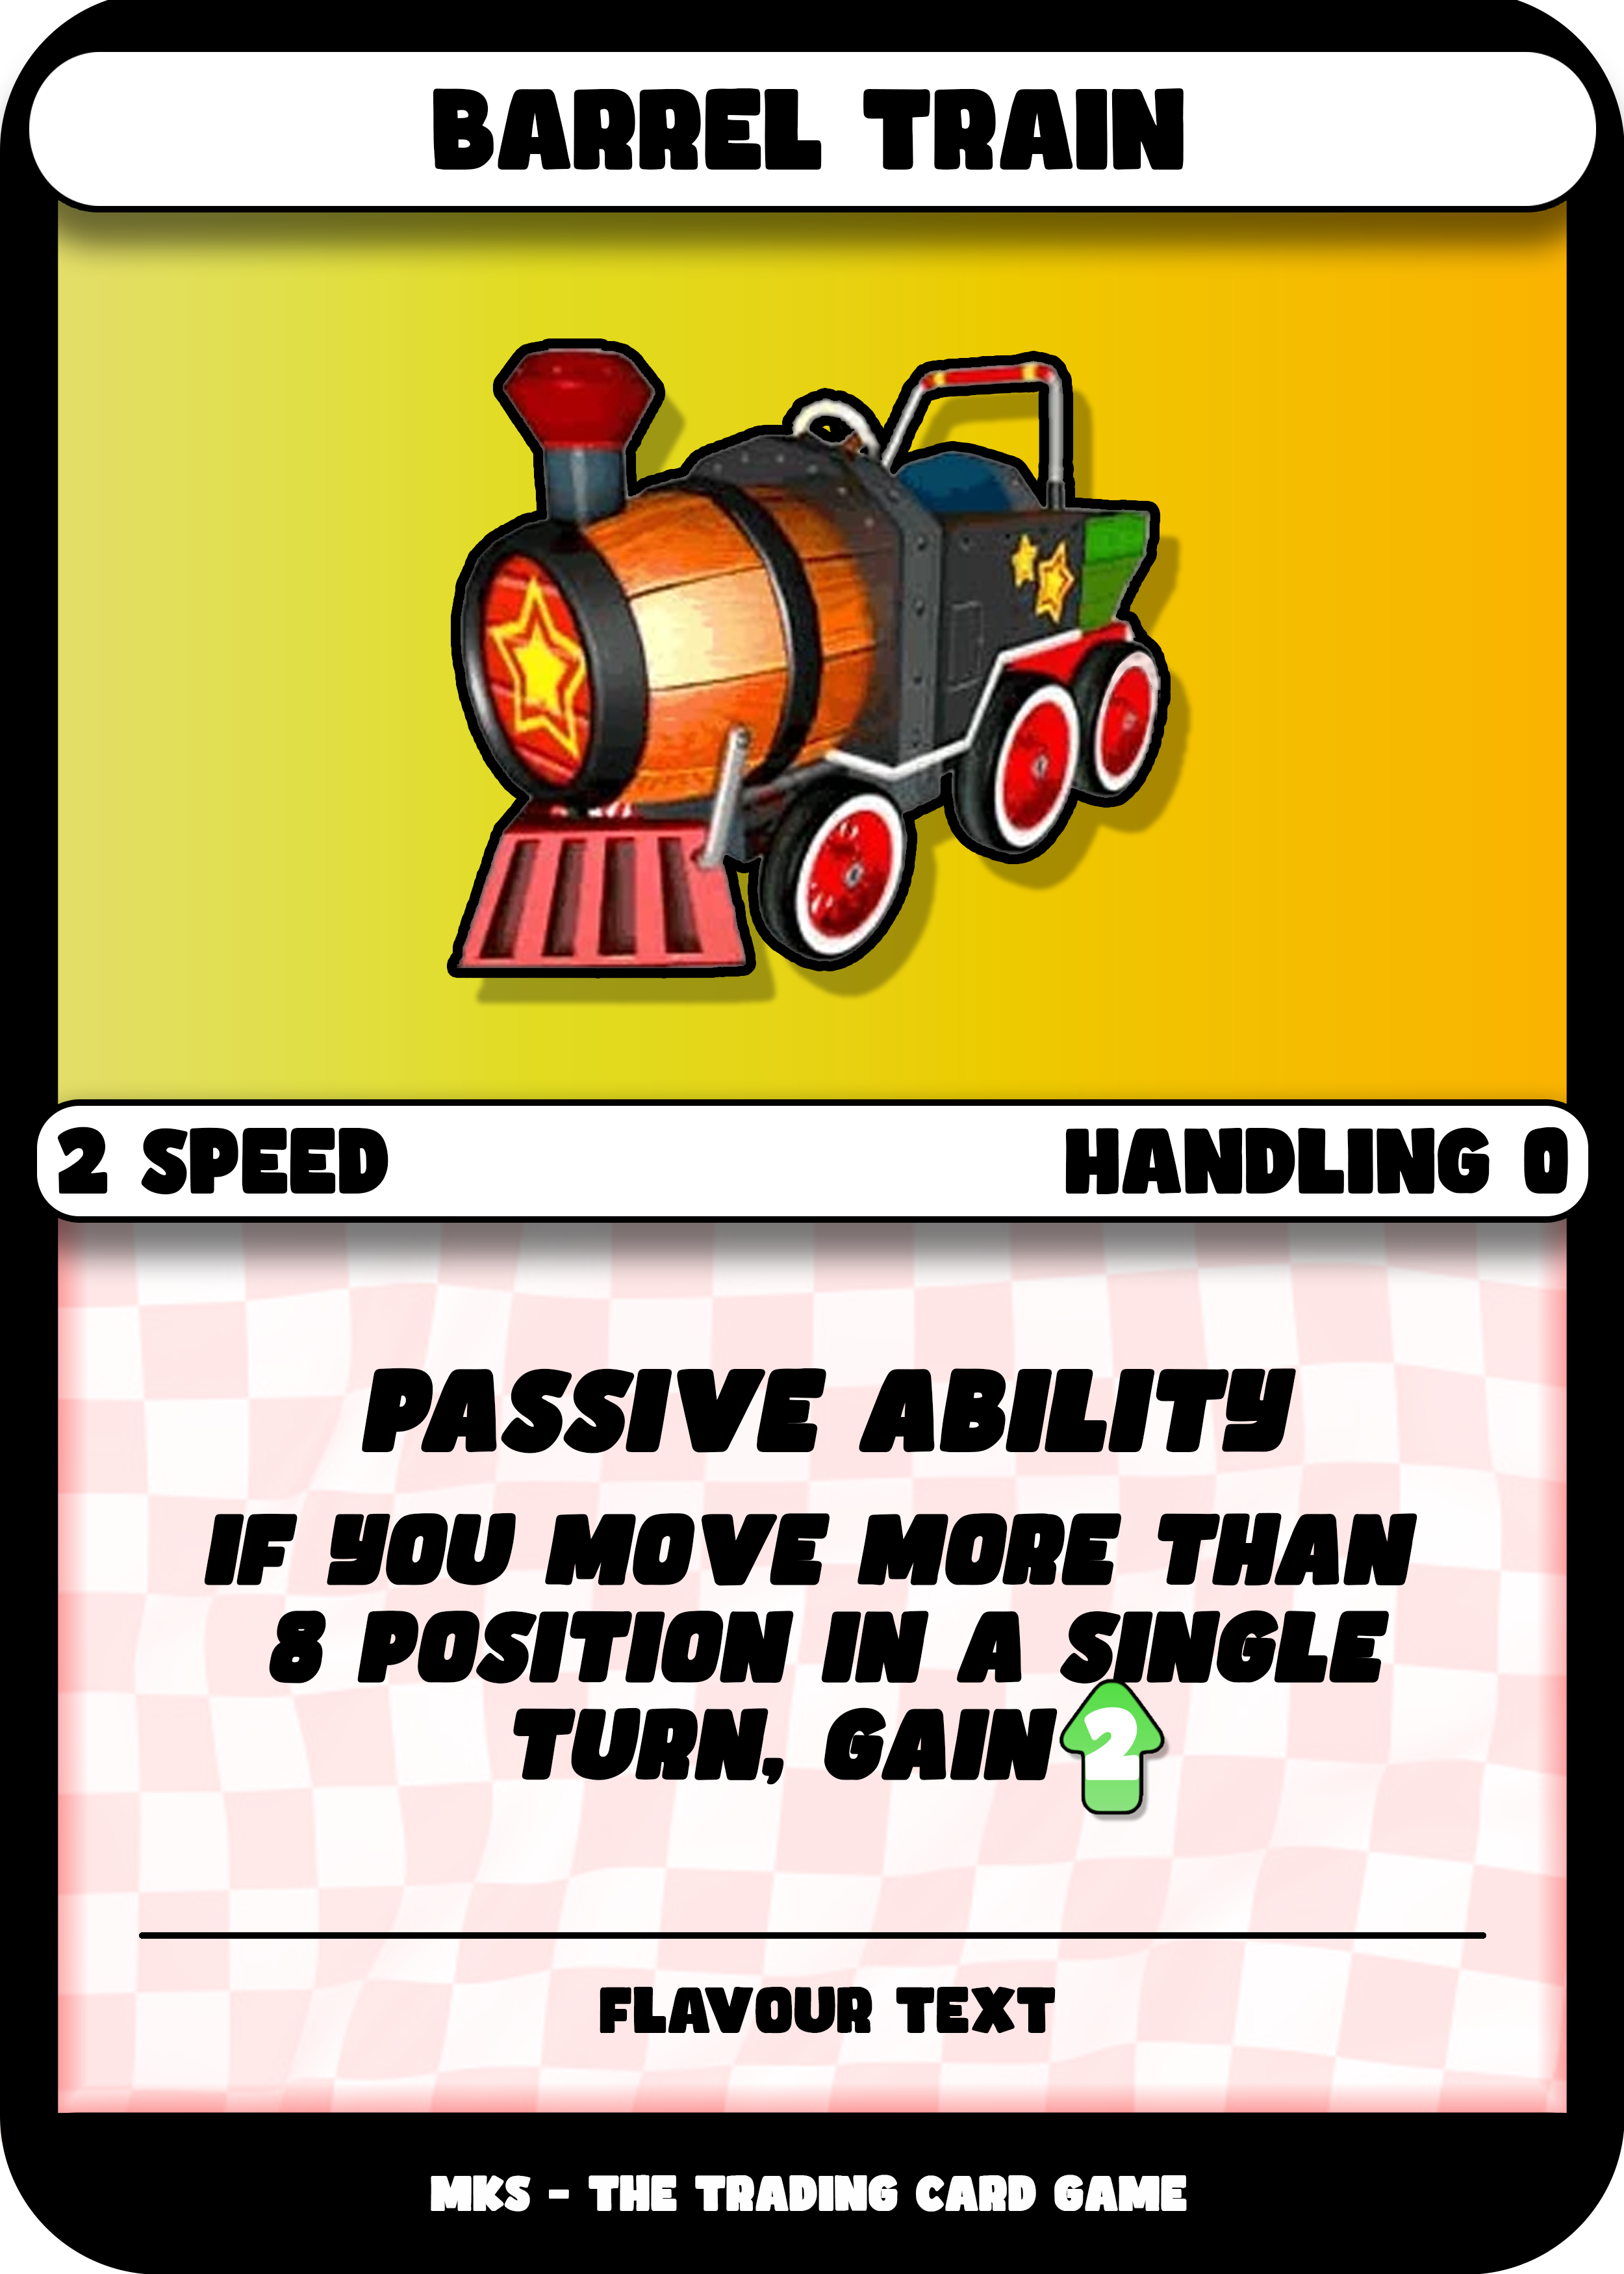 BARREL TRAIN
2 SPEED HANDLING 0
PASSIVE ABILITY
IF YOU MOVE MORE THAN
8 POSITION IN A SINGLE
TURN, GAIN 2
FLAVOUR TEXT
MKS - THE TRADING CARD GAME